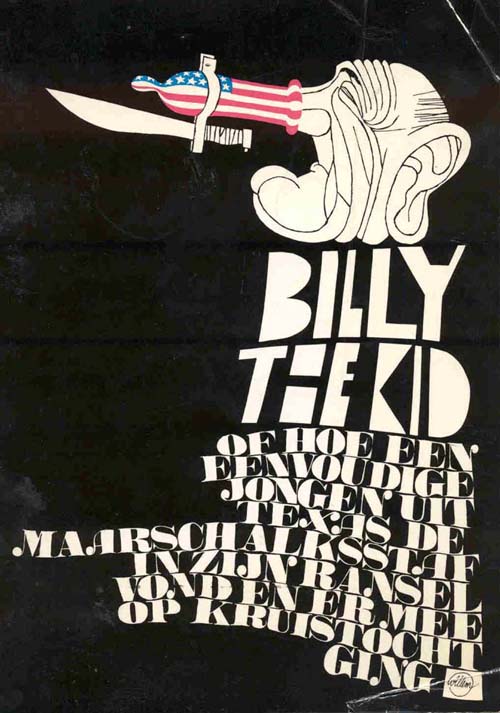 BILLY
THE KID
OF HOE EEN
EENVOUDIGE
JONGEN UIT
TEXAS DE
MAARSCHALKSSTAF
IN ZIJN RANSEL
VOND EN ER MEE
OP KRUISTOCHT
GING
willem